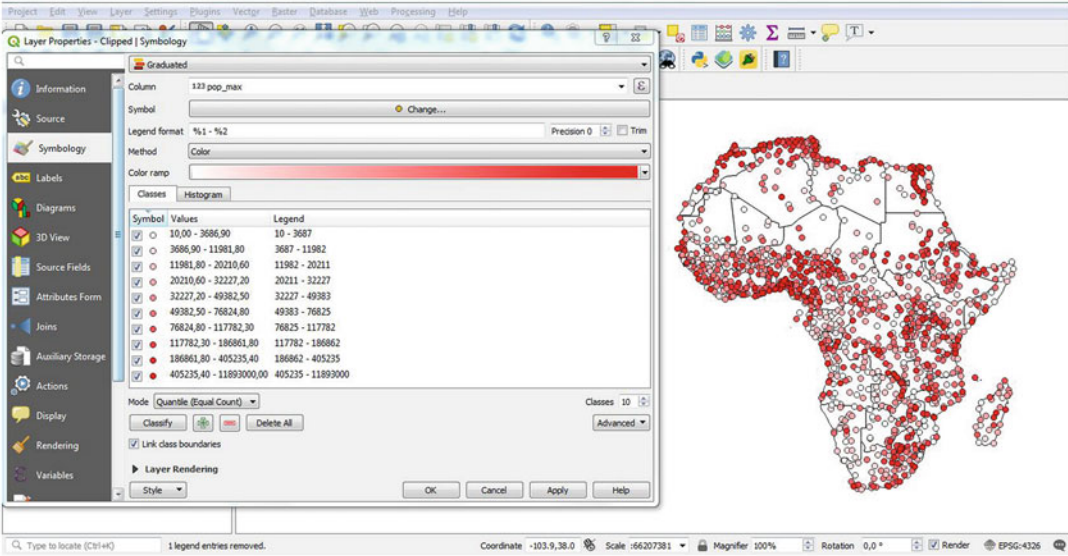 Project Edit View Layer Settings Plugins Vector Raster Database Web Processing Help
Layer Properties - Clipped | Symbology
Information
Source
Symbology
abc Labels
Diagrams
3D View
Source Fields
Attributes Form
Joins
Auxiliary Storage
Actions
Display
Rendering
Variables
Graduated
Column 123 pop_max ε
Symbol Change...
Legend format %1 - %2 Precision 0 Trim
Method Color
Color ramp
Classes Histogram
Symbol Values Legend
10,00 - 3686,90 10 - 3687
3686,90 - 11981,80 3687 - 11982
11981,80 - 20210,60 11982 - 20211
20210,60 - 32227,20 20211 - 32227
32227,20 - 49382,50 32227 - 49383
49382,50 - 76824,80 49383 - 76825
76824,80 - 117782,30 76825 - 117782
117782,30 - 186861,80 117782 - 186862
186861,80 - 405235,40 186862 - 405235
405235,40 - 11893000,00 405235 - 11893000
Mode Quantile (Equal Count) Classes 10
Classify Delete All Advanced
Link class boundaries
Layer Rendering
Style OK Cancel Apply Help
Type to locate (Ctrl+K) 1 legend entries removed. Coordinate -103.9,38.0 Scale :66207381 Magnifier 100% Rotation 0,0 ° Render EPSG:4326